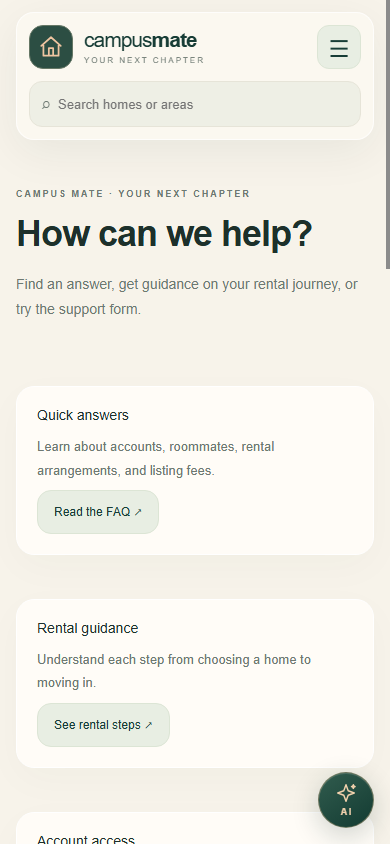 campusmate
YOUR NEXT CHAPTER
Search homes or areas
CAMPUS MATE · YOUR NEXT CHAPTER
How can we help?
Find an answer, get guidance on your rental journey, or
try the support form.
Quick answers
Learn about accounts, roommates, rental
arrangements, and listing fees.
Read the FAQ ↗
Rental guidance
Understand each step from choosing a home to
moving in.
See rental steps ↗
AI
Account access